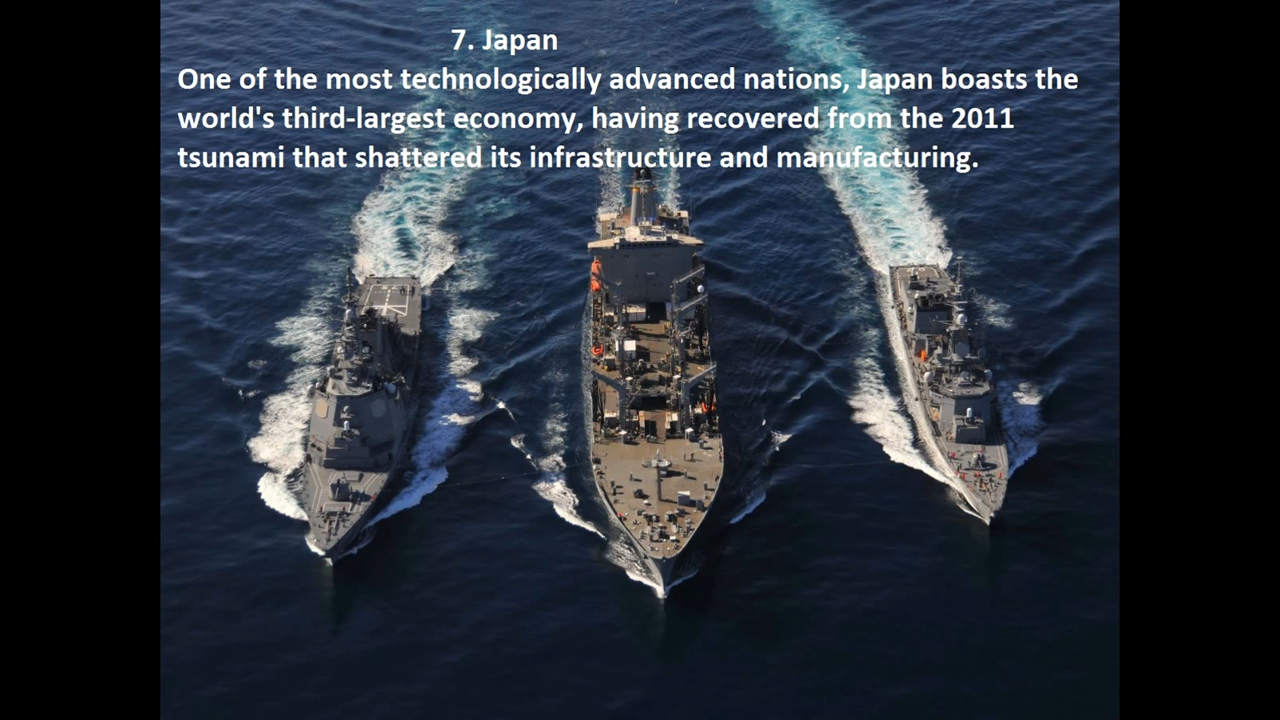 7. Japan
One of the most technologically advanced nations, Japan boasts the
world's third-largest economy, having recovered from the 2011
tsunami that shattered its infrastructure and manufacturing.